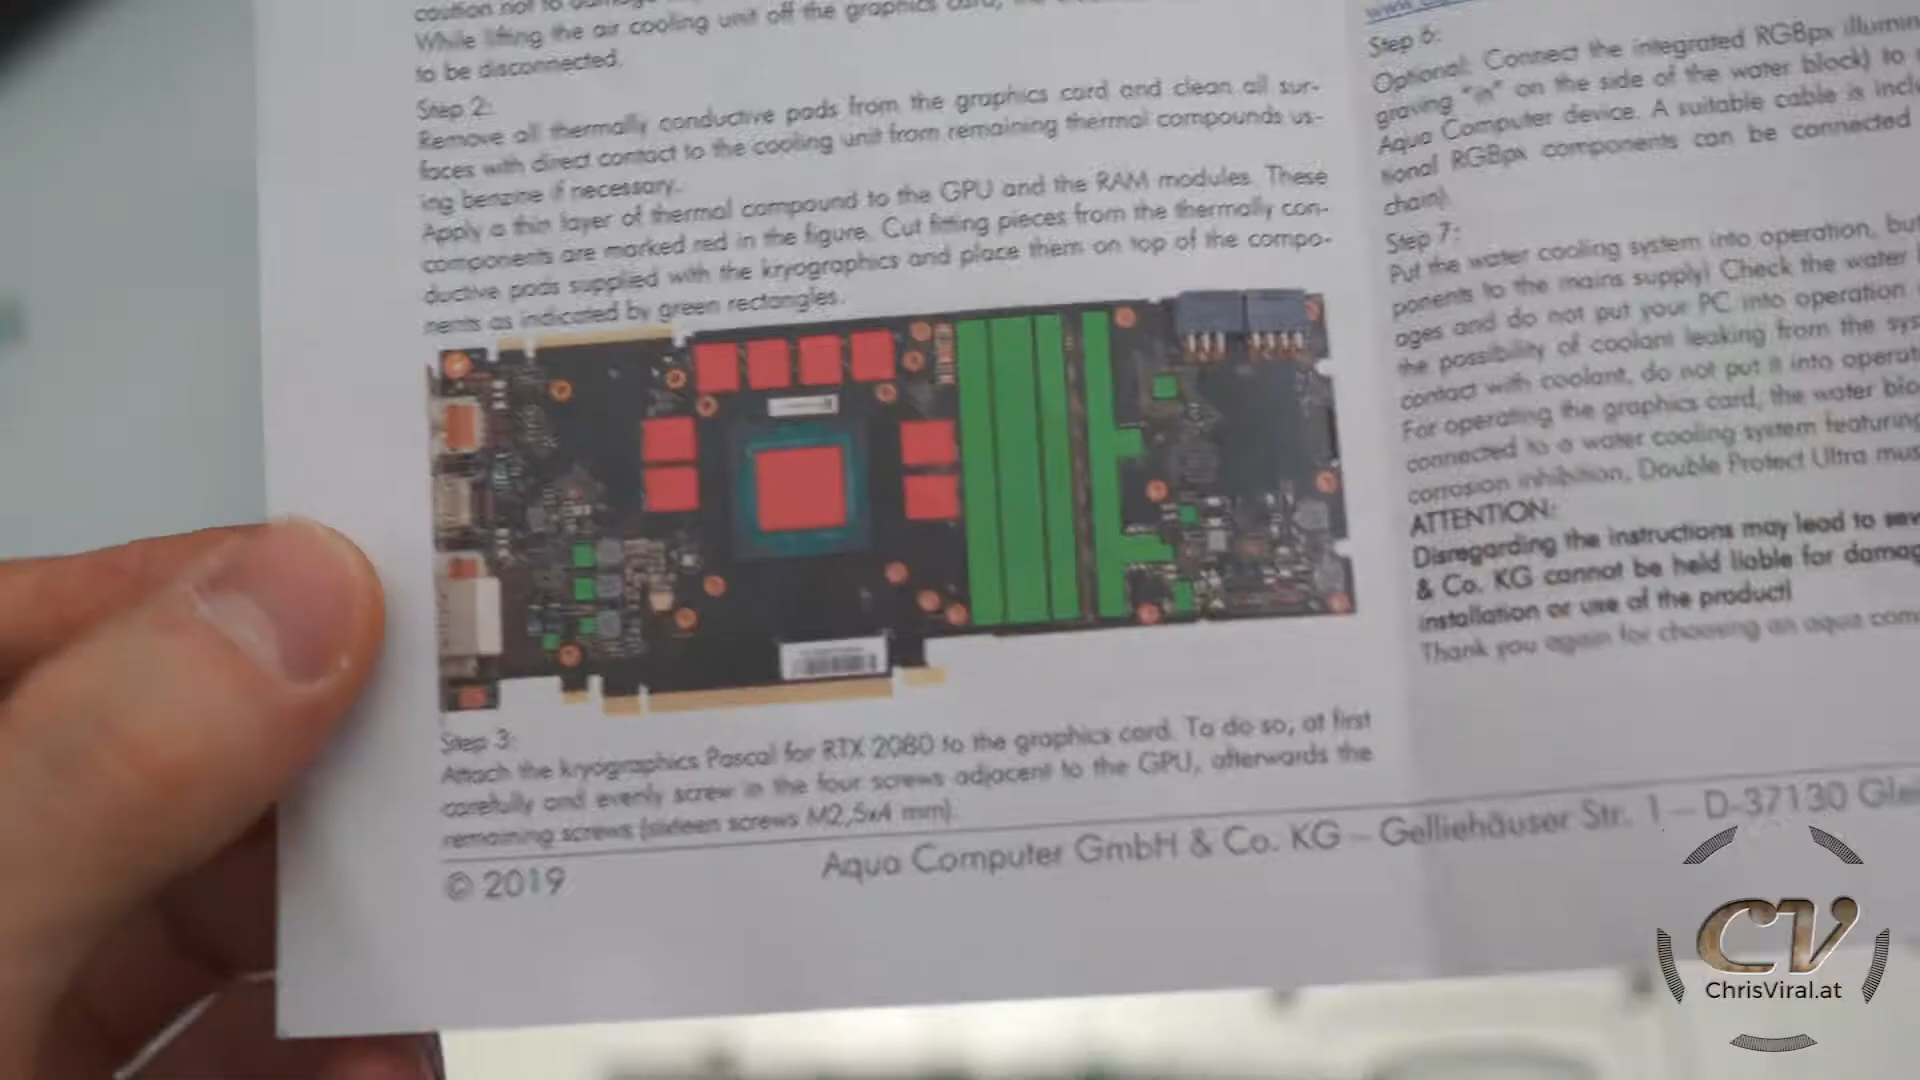 caution not to damage
While lifting the air cooling unit off the graphics card, the
to be disconnected.
Step 2:
Remove all thermally conductive pads from the graphics card and clean all sur-
faces with direct contact to the cooling unit from remaining thermal compounds us-
ing benzine if necessary.
Apply a thin layer of thermal compound to the GPU and the RAM modules. These
components are marked red in the figure. Cut fitting pieces from the thermally con-
ductive pads supplied with the kryographics and place them on top of the compo-
nents as indicated by green rectangles.
Step 3:
Attach the kryographics Pascal for RTX 2080 to the graphics card. To do so, at first
carefully and evenly screw in the four screws adjacent to the GPU, afterwards the
remaining screws (sixteen screws M2,5x4 mm).
www.
Step 6:
Optional: Connect the integrated RGBpx
graving "in" on the side of the water block) to
Aqua Computer device. A suitable cable is
tional RGBpx components can be connected
chain).
Step 7:
Put the water cooling system into operation, but
ponents to the mains supply! Check the water
ages and do not put your PC into operation
the possibility of coolant leaking from the
contact with coolant, do not put it into
For operating the graphics card, the water
connected to a water cooling system featuring
corrosion inhibition, Double Protect Ultra
ATTENTION:
Disregarding the instructions may lead to
& Co. KG cannot be held liable for
installation or use of the product!
Thank you again for choosing an aqua
© 2019
Aqua Computer GmbH & Co. KG – Gelliehäuser Str. 1 – D-37130
CV
ChrisViral.at